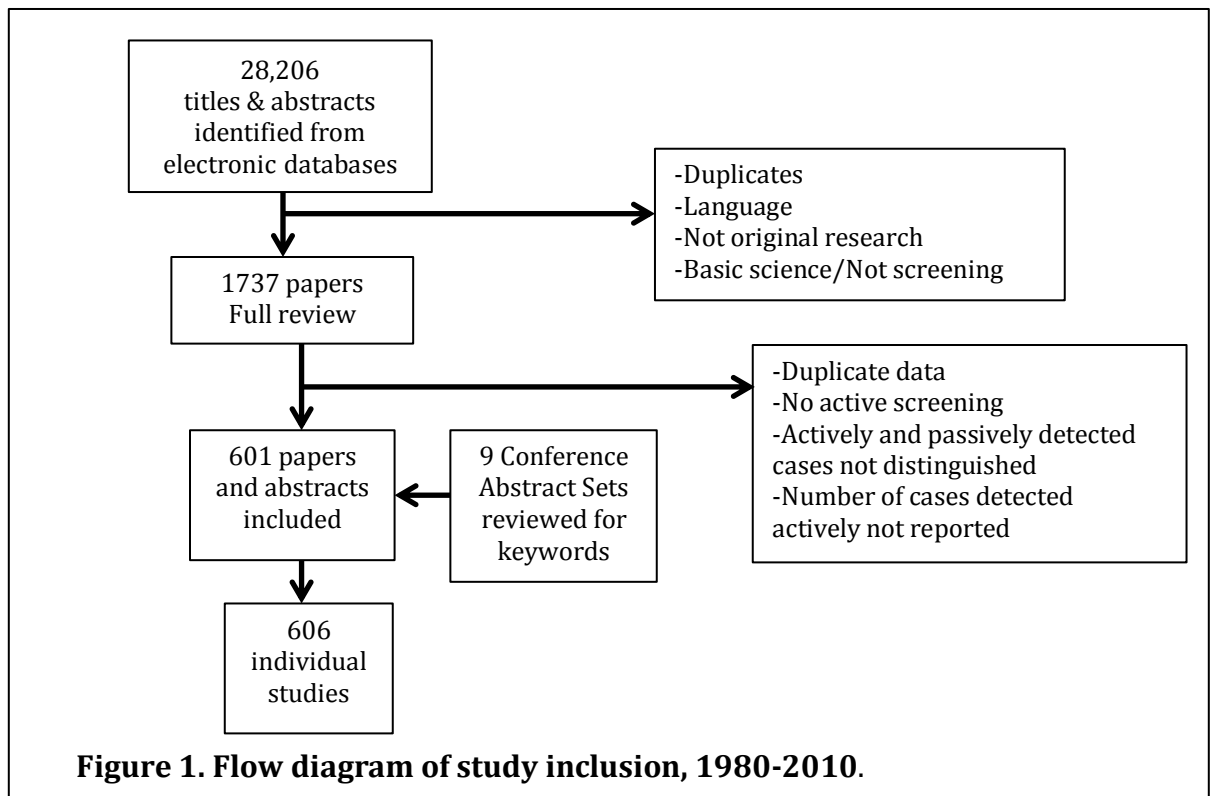 28,206
titles & abstracts
identified from
electronic databases
-Duplicates
-Language
-Not original research
-Basic science/Not screening
1737 papers
Full review
-Duplicate data
-No active screening
-Actively and passively detected
cases not distinguished
-Number of cases detected
actively not reported
601 papers
and abstracts
included
9 Conference
Abstract Sets
reviewed for
keywords
606
individual
studies
Figure 1. Flow diagram of study inclusion, 1980-2010.